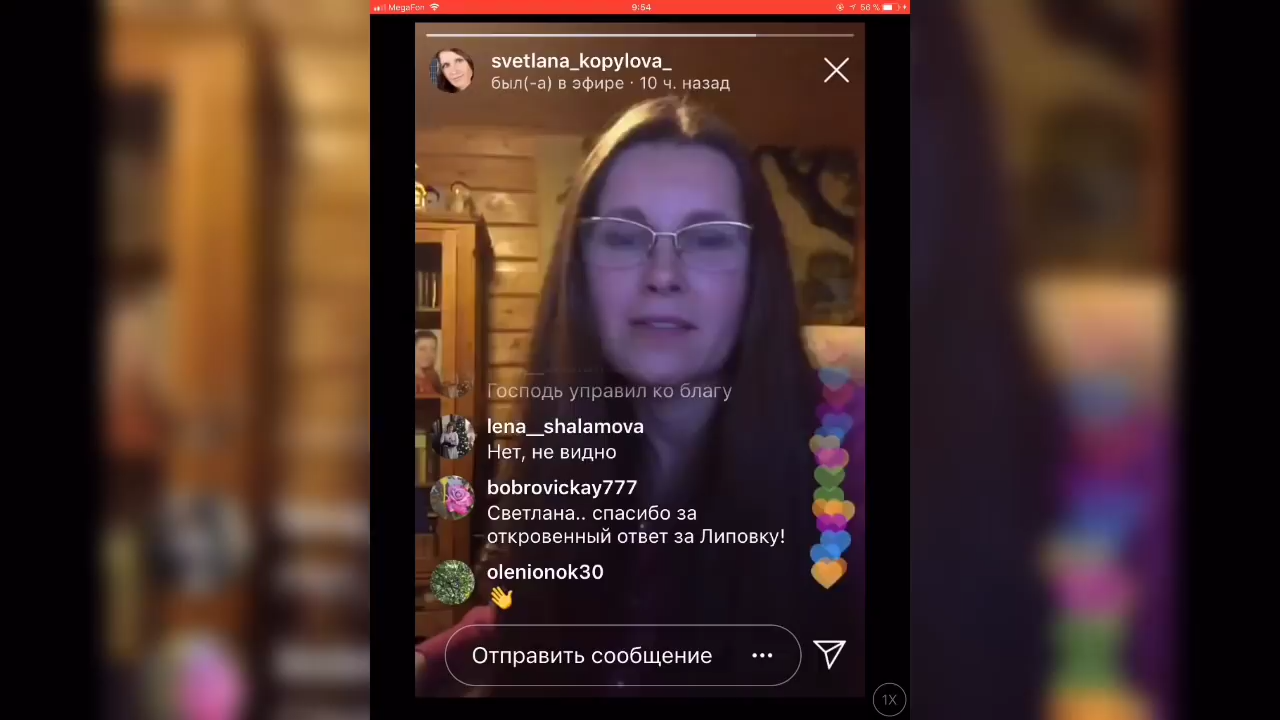 MegaFon
9:54
56 %
svetlana_kopylova_
был(-а) в эфире · 10 ч. назад
Господь управил ко благу
lena__shalamova
Нет, не видно
bobrovickay777
Светлана.. спасибо за
откровенный ответ за Липовку!
olenionok30
👋
Отправить сообщение
1X